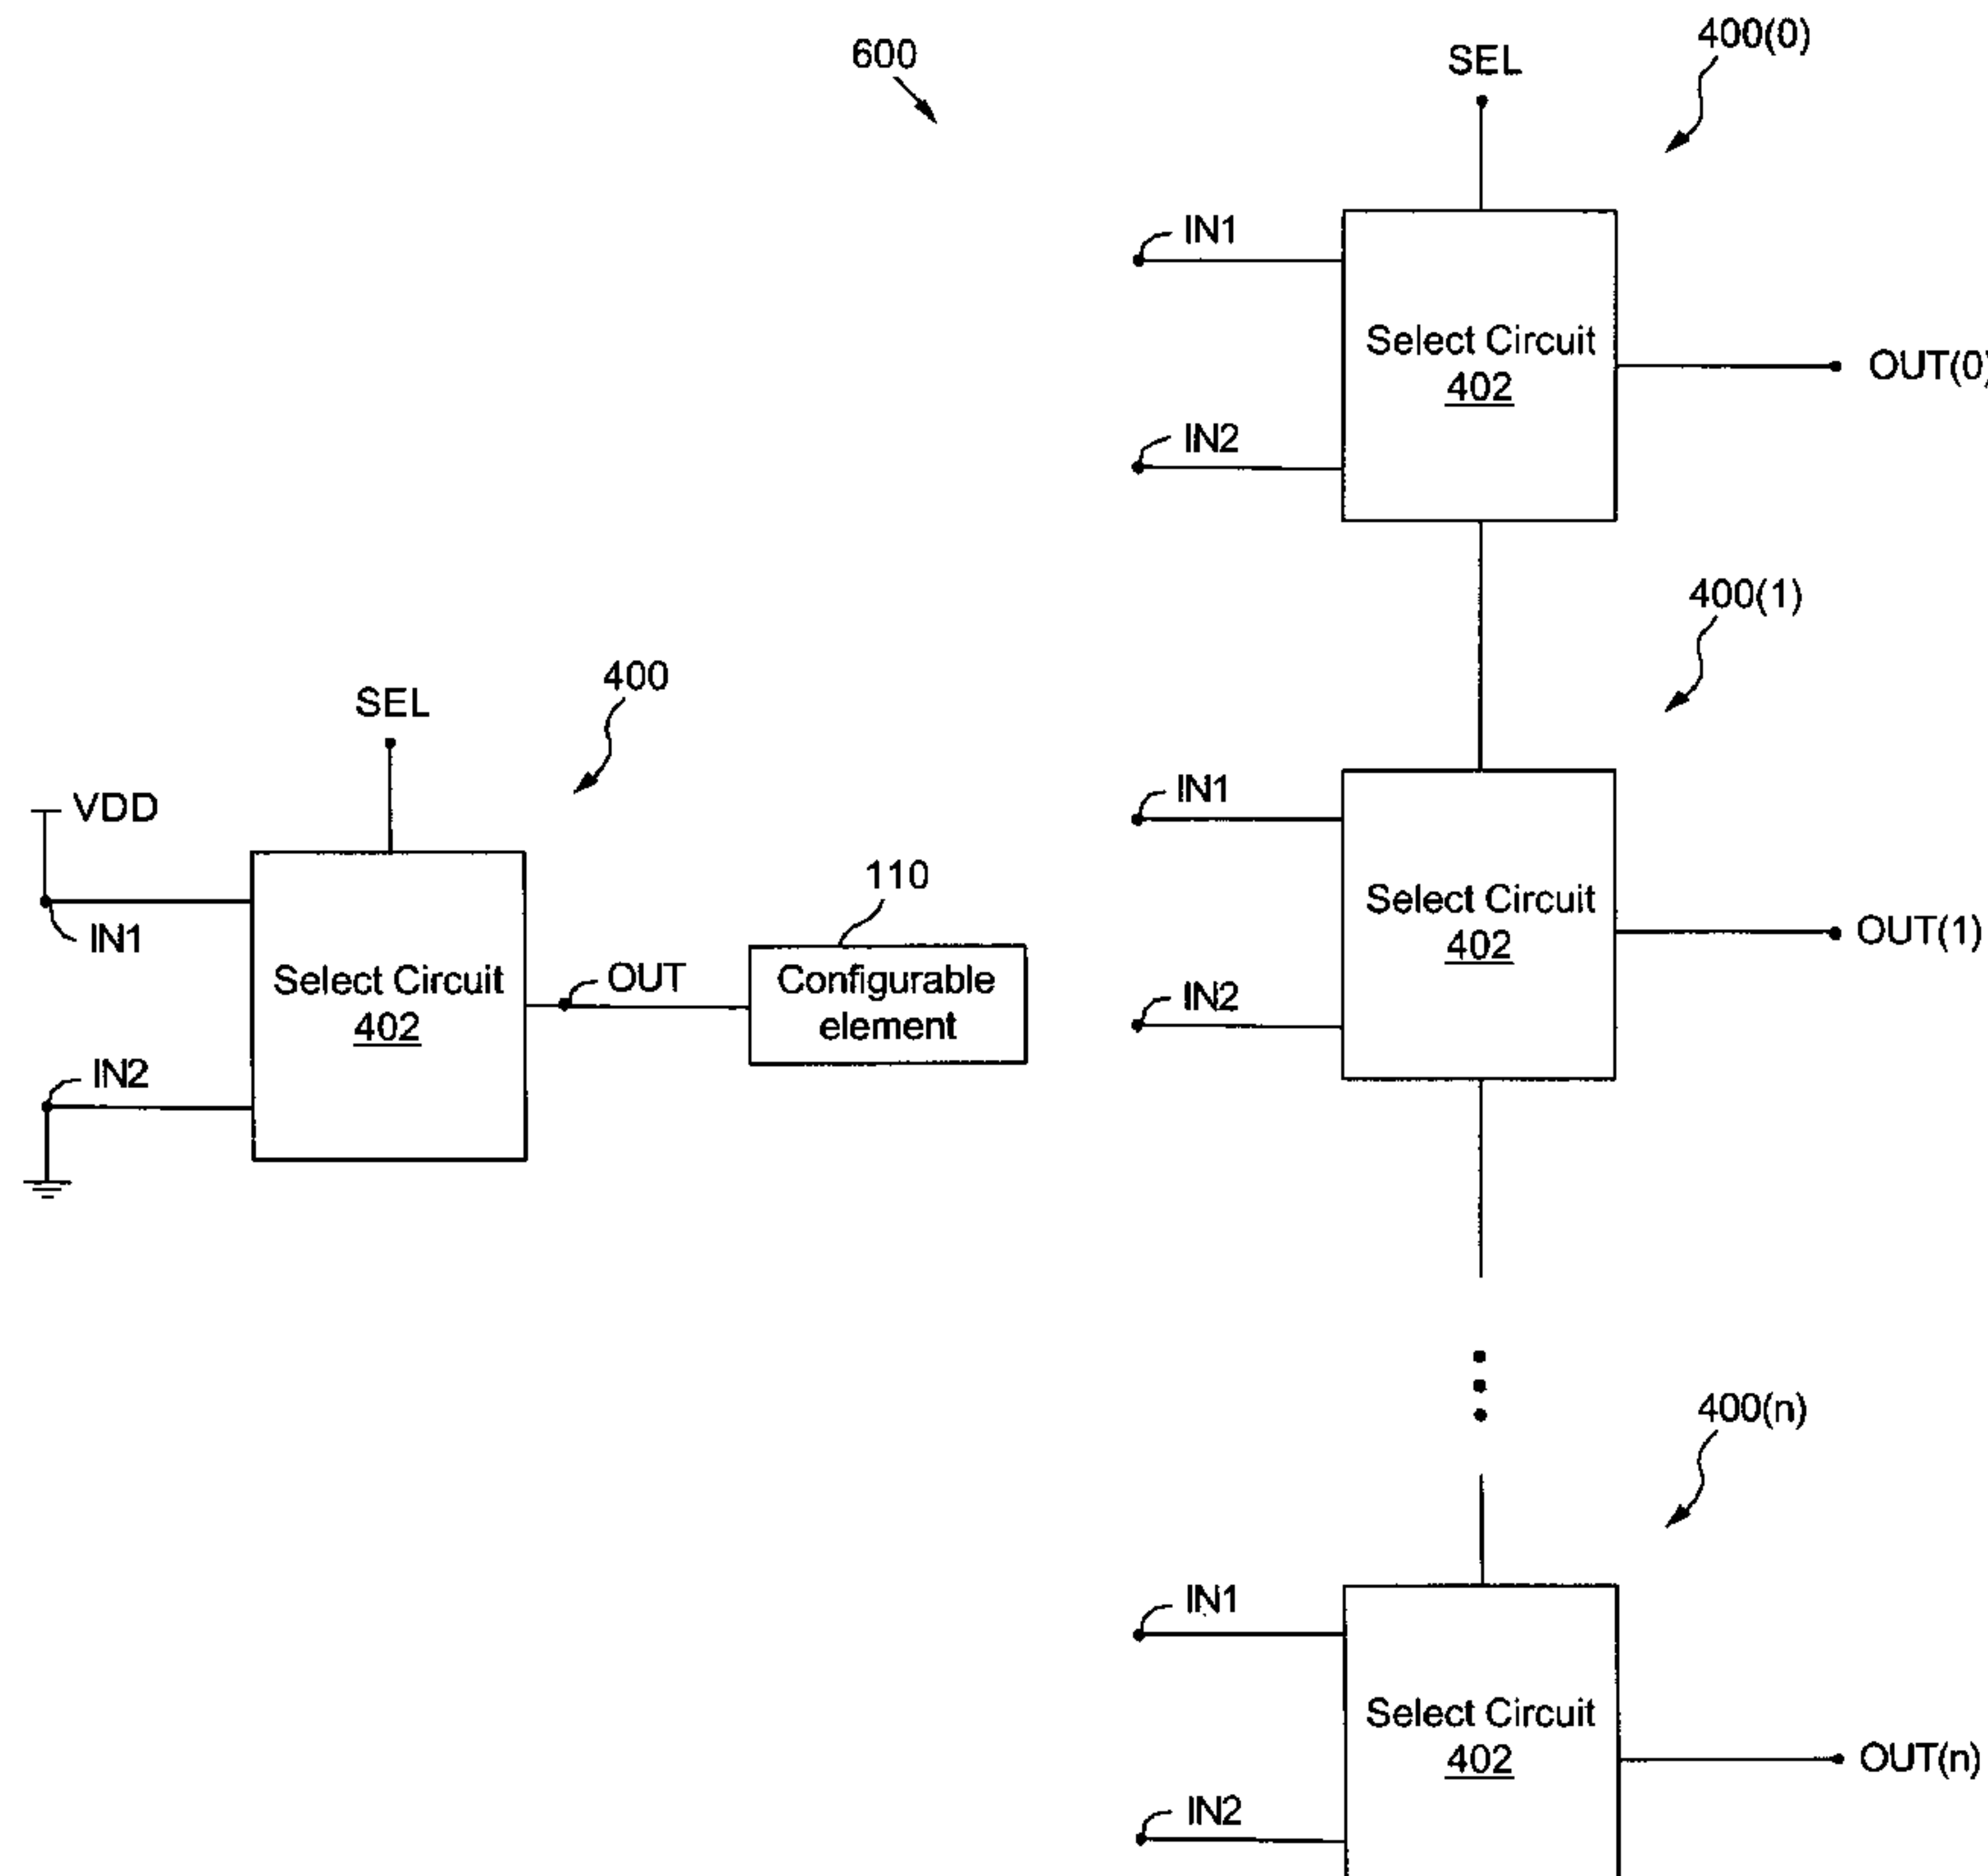 SEL
400
VDD
IN1
Select Circuit
402
IN2
OUT
110
Configurable
element
600
SEL
400(0)
IN1
Select Circuit
402
IN2
OUT(0)
400(1)
IN1
Select Circuit
402
IN2
OUT(1)
400(n)
IN1
Select Circuit
402
IN2
OUT(n)